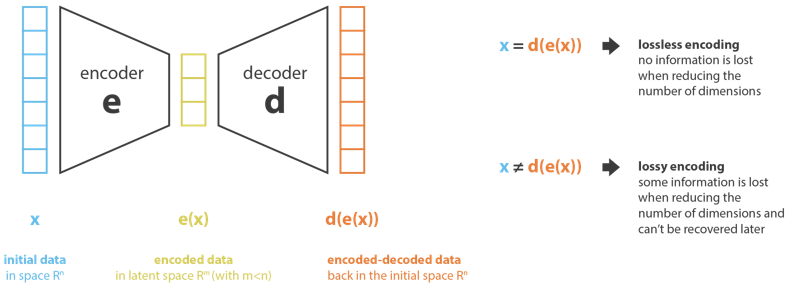 encoder
e
decoder
d
x = d(e(x))
lossless encoding
no information is lost
when reducing the
number of dimensions
x ≠ d(e(x))
lossy encoding
some information is lost
when reducing the
number of dimensions and
can't be recovered later
x
e(x)
d(e(x))
initial data
in space Rⁿ
encoded data
in latent space Rᵐ (with m<n)
encoded-decoded data
back in the initial space Rⁿ